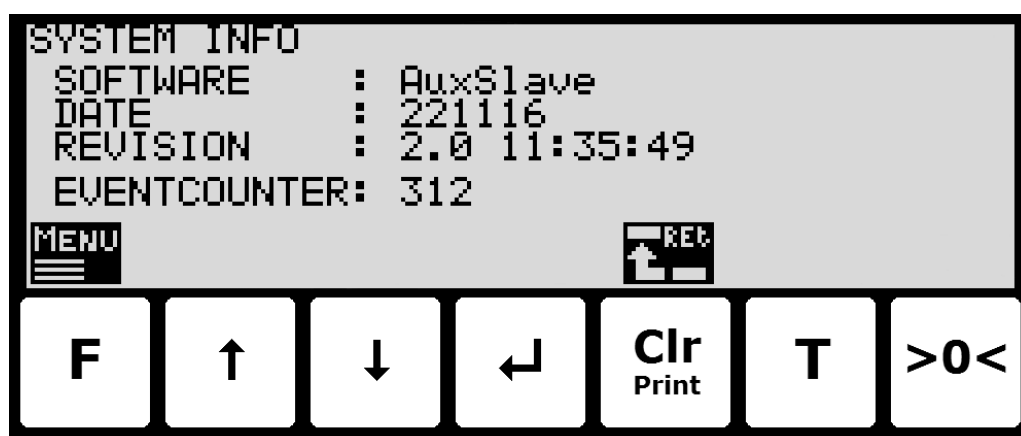 SYSTEM INFO
SOFTWARE : AuxSlave
DATE : 221116
REVISION : 2.0 11:35:49
EVENTCOUNTER: 312
MENU Ret
F ↑ ↓ ↵ Clr Print T >0<